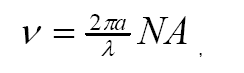 ν = 2πa/λ NA ,